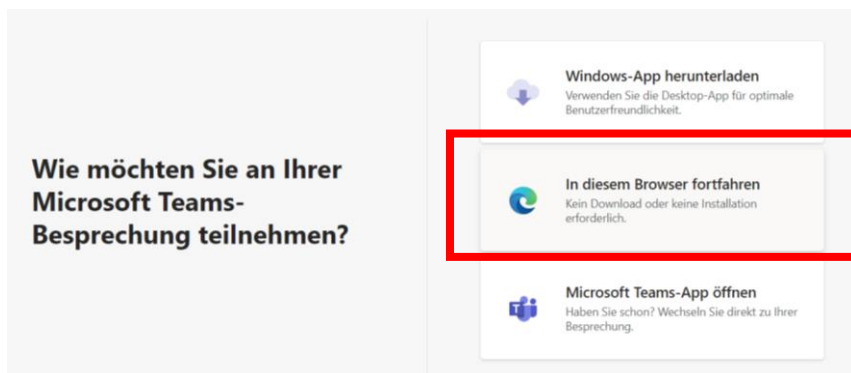 Wie möchten Sie an Ihrer
Microsoft Teams-
Besprechung teilnehmen?
Windows-App herunterladen
Verwenden Sie die Desktop-App für optimale
Benutzerfreundlichkeit.
In diesem Browser fortfahren
Kein Download oder keine Installation
erforderlich.
Microsoft Teams-App öffnen
Haben Sie schon? Wechseln Sie direkt zu Ihrer
Besprechung.